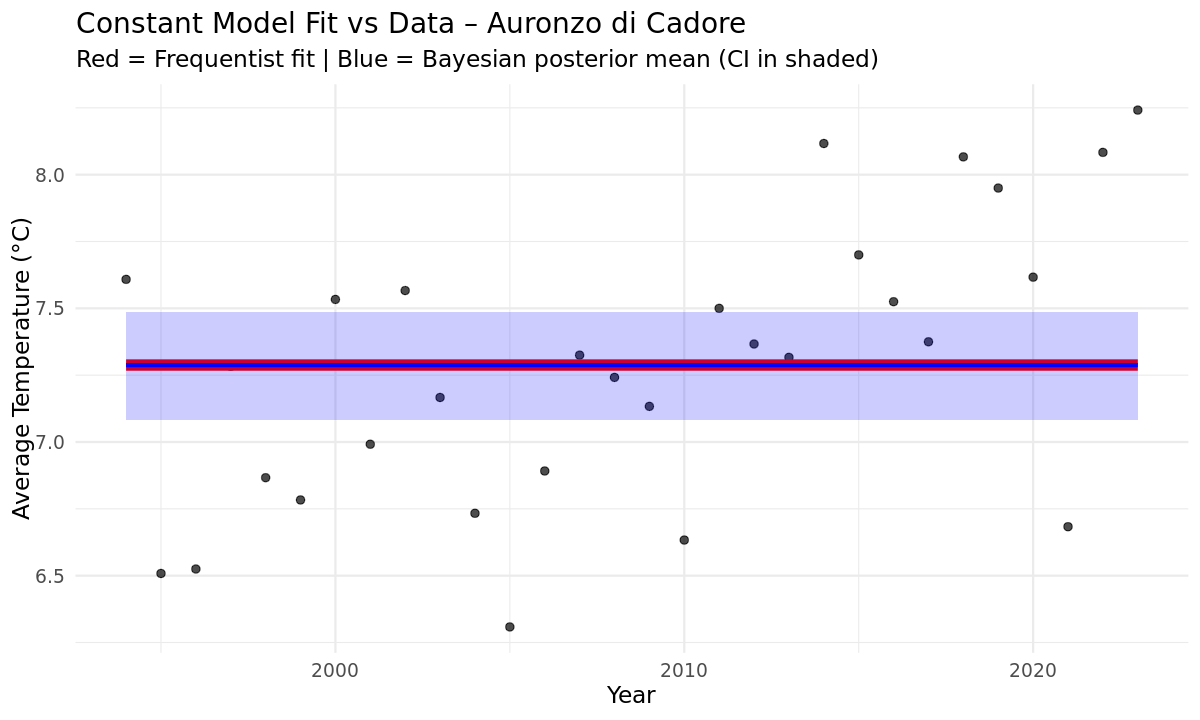 Constant Model Fit vs Data – Auronzo di Cadore
Red = Frequentist fit | Blue = Bayesian posterior mean (CI in shaded)
Average Temperature (°C)
8.0
7.5
7.0
6.5
2000
2010
2020
Year